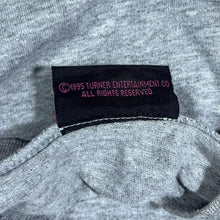 ©1995 TURNER ENTERTAINMENT CO
ALL RIGHTS RESERVED